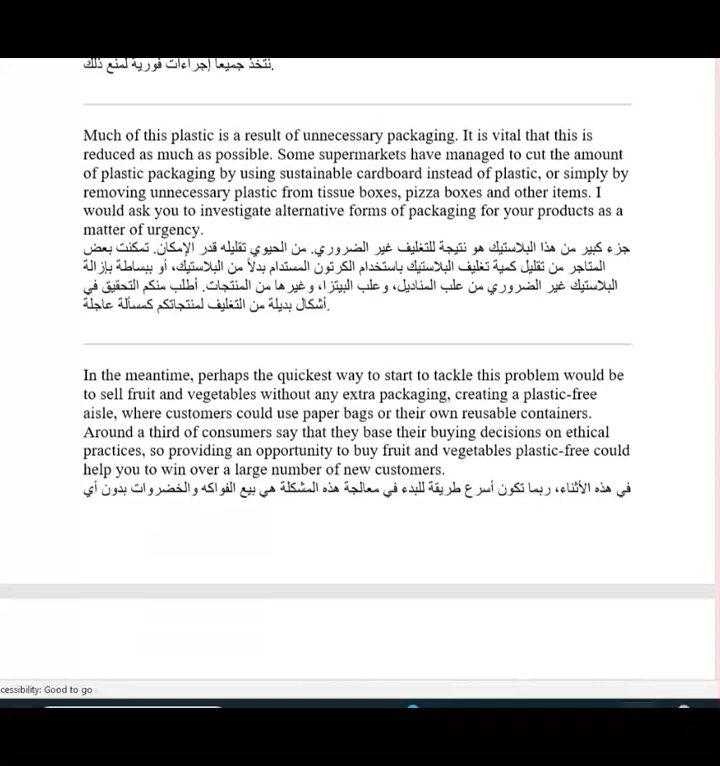 نتخذ جميعًا إجراءات فورية لمنع ذلك.
Much of this plastic is a result of unnecessary packaging. It is vital that this is
reduced as much as possible. Some supermarkets have managed to cut the amount
of plastic packaging by using sustainable cardboard instead of plastic, or simply by
removing unnecessary plastic from tissue boxes, pizza boxes and other items. I
would ask you to investigate alternative forms of packaging for your products as a
matter of urgency.
جزء كبير من هذا البلاستيك هو نتيجة للتغليف غير الضروري. من الحيوي تقليله قدر الإمكان. تمكنت بعض
المتاجر من تقليل كمية تغليف البلاستيك باستخدام الكرتون المستدام بدلاً من البلاستيك، أو ببساطة بإزالة
البلاستيك غير الضروري من علب المناديل، وعلب البيتزا، وغيرها من المنتجات. أطلب منكم التحقيق في
أشكال بديلة من التغليف لمنتجاتكم كمسألة عاجلة.
In the meantime, perhaps the quickest way to start to tackle this problem would be
to sell fruit and vegetables without any extra packaging, creating a plastic-free
aisle, where customers could use paper bags or their own reusable containers.
Around a third of consumers say that they base their buying decisions on ethical
practices, so providing an opportunity to buy fruit and vegetables plastic-free could
help you to win over a large number of new customers.
في هذه الأثناء، ربما تكون أسرع طريقة للبدء في معالجة هذه المشكلة هي بيع الفواكه والخضروات بدون أي
cessibility: Good to go